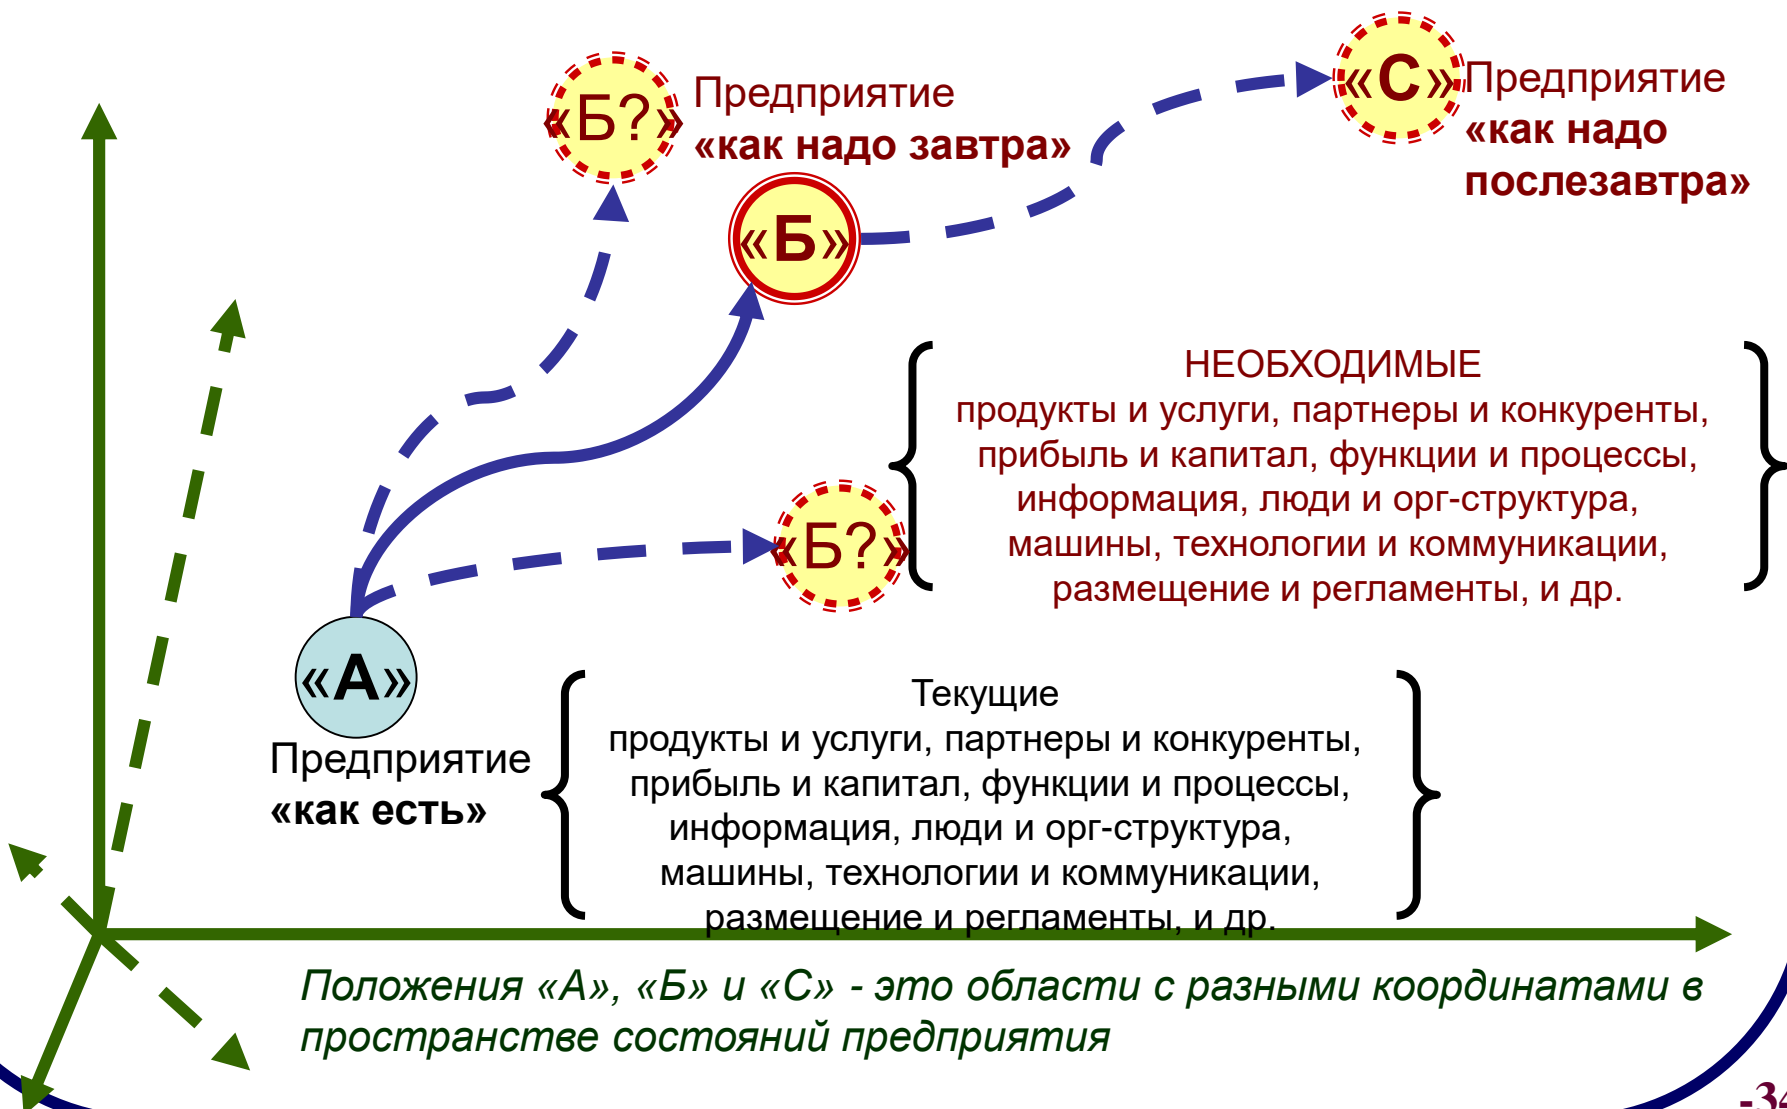 «Б?»
Предприятие
«как надо завтра»
«С»
Предприятие
«как надо
послезавтра»
«Б»
НЕОБХОДИМЫЕ
продукты и услуги, партнеры и конкуренты,
прибыль и капитал, функции и процессы,
информация, люди и орг-структура,
машины, технологии и коммуникации,
размещение и регламенты, и др.
«Б?»
«А»
Предприятие
«как есть»
Текущие
продукты и услуги, партнеры и конкуренты,
прибыль и капитал, функции и процессы,
информация, люди и орг-структура,
машины, технологии и коммуникации,
размещение и регламенты, и др.
Положения «А», «Б» и «С» - это области с разными координатами в
пространстве состояний предприятия
-34